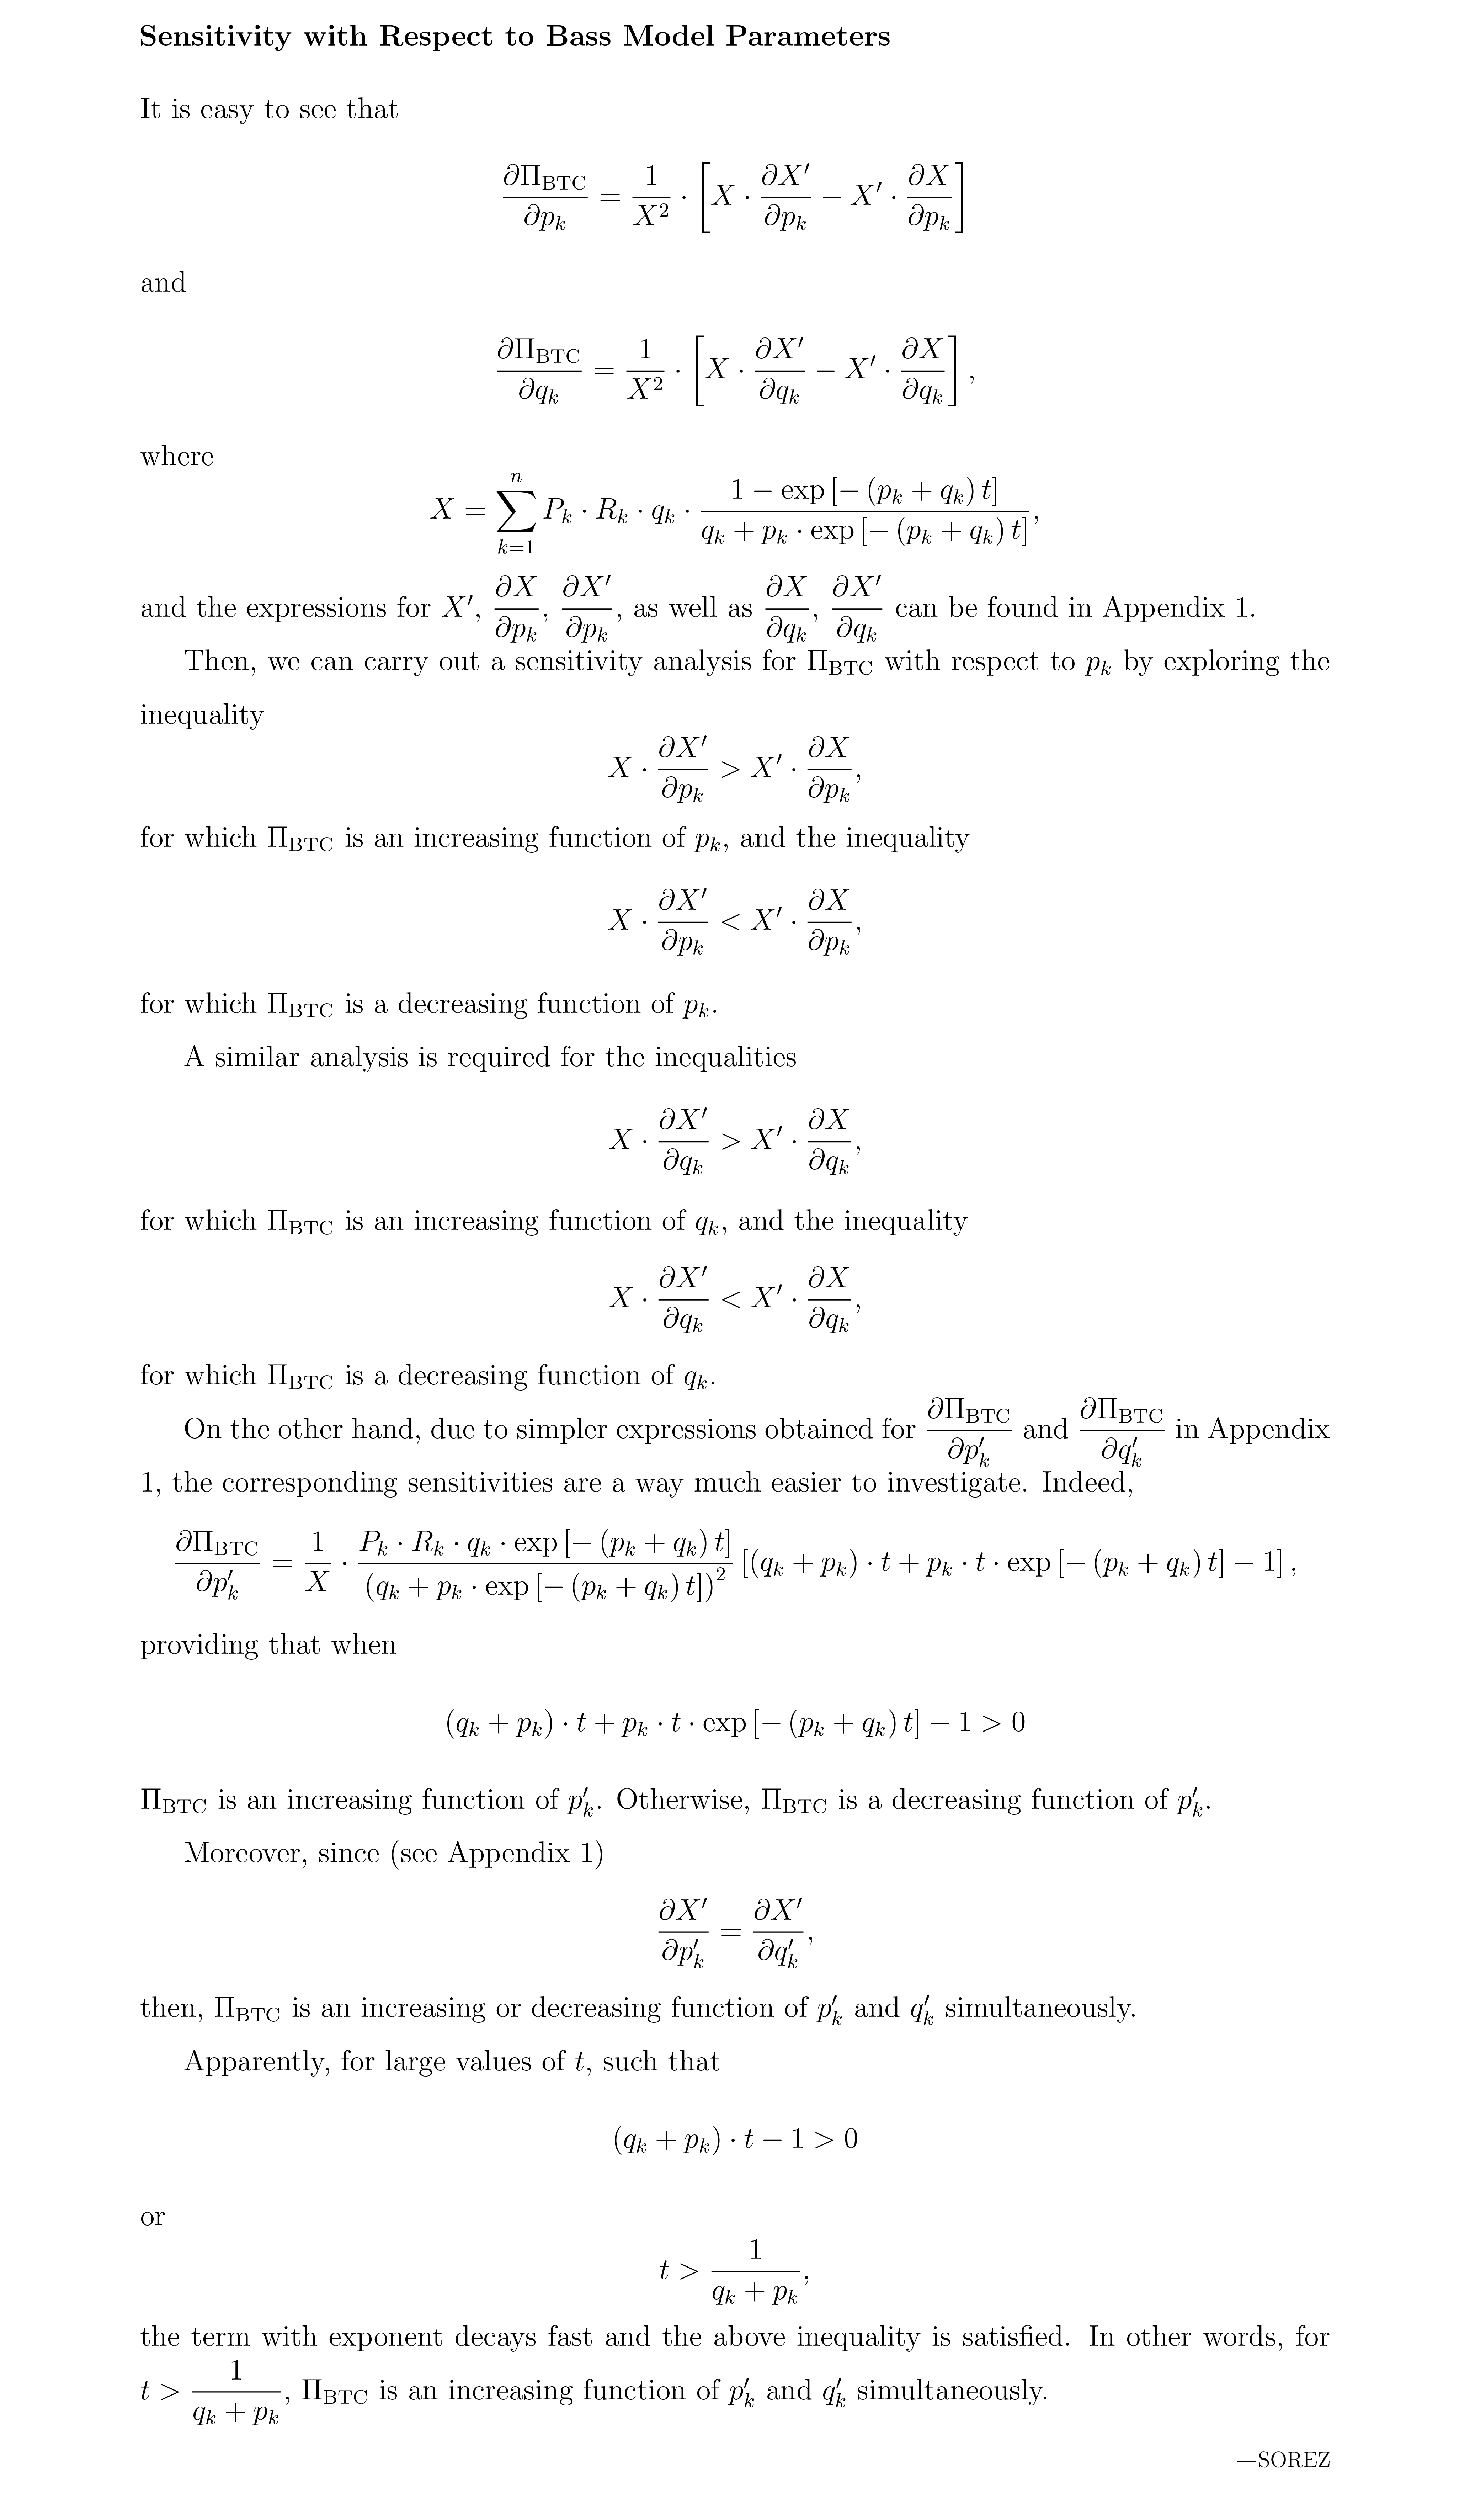 Sensitivity with Respect to Bass Model Parameters
It is easy to see that
$$\frac{\partial \Pi_{\text{BTC}}}{\partial p_k} = \frac{1}{X^2} \cdot \left[ X \cdot \frac{\partial X'}{\partial p_k} - X' \cdot \frac{\partial X}{\partial p_k} \right]$$
and
$$\frac{\partial \Pi_{\text{BTC}}}{\partial q_k} = \frac{1}{X^2} \cdot \left[ X \cdot \frac{\partial X'}{\partial q_k} - X' \cdot \frac{\partial X}{\partial q_k} \right],$$
where
$$X = \sum_{k=1}^{n} P_k \cdot R_k \cdot q_k \cdot \frac{1 - \exp\left[-\left(p_k + q_k\right) t\right]}{q_k + p_k \cdot \exp\left[-\left(p_k + q_k\right) t\right]},$$
and the expressions for $X'$, $\frac{\partial X}{\partial p_k}$, $\frac{\partial X'}{\partial p_k}$, as well as $\frac{\partial X}{\partial q_k}$, $\frac{\partial X'}{\partial q_k}$ can be found in Appendix 1.
Then, we can carry out a sensitivity analysis for $\Pi_{\text{BTC}}$ with respect to $p_k$ by exploring the
inequality
$$X \cdot \frac{\partial X'}{\partial p_k} > X' \cdot \frac{\partial X}{\partial p_k},$$
for which $\Pi_{\text{BTC}}$ is an increasing function of $p_k$, and the inequality
$$X \cdot \frac{\partial X'}{\partial p_k} < X' \cdot \frac{\partial X}{\partial p_k},$$
for which $\Pi_{\text{BTC}}$ is a decreasing function of $p_k$.
A similar analysis is required for the inequalities
$$X \cdot \frac{\partial X'}{\partial q_k} > X' \cdot \frac{\partial X}{\partial q_k},$$
for which $\Pi_{\text{BTC}}$ is an increasing function of $q_k$, and the inequality
$$X \cdot \frac{\partial X'}{\partial q_k} < X' \cdot \frac{\partial X}{\partial q_k},$$
for which $\Pi_{\text{BTC}}$ is a decreasing function of $q_k$.
On the other hand, due to simpler expressions obtained for $\frac{\partial \Pi_{\text{BTC}}}{\partial p'_k}$ and $\frac{\partial \Pi_{\text{BTC}}}{\partial q'_k}$ in Appendix
1, the corresponding sensitivities are a way much easier to investigate. Indeed,
$$\frac{\partial \Pi_{\text{BTC}}}{\partial p'_k} = \frac{1}{X} \cdot \frac{P_k \cdot R_k \cdot q_k \cdot \exp\left[-\left(p_k + q_k\right) t\right]}{\left(q_k + p_k \cdot \exp\left[-\left(p_k + q_k\right) t\right]\right)^2} \left[\left(q_k + p_k\right) \cdot t + p_k \cdot t \cdot \exp\left[-\left(p_k + q_k\right) t\right] - 1\right],$$
providing that when
$$\left(q_k + p_k\right) \cdot t + p_k \cdot t \cdot \exp\left[-\left(p_k + q_k\right) t\right] - 1 > 0$$
$\Pi_{\text{BTC}}$ is an increasing function of $p'_k$. Otherwise, $\Pi_{\text{BTC}}$ is a decreasing function of $p'_k$.
Moreover, since (see Appendix 1)
$$\frac{\partial X'}{\partial p'_k} = \frac{\partial X'}{\partial q'_k},$$
then, $\Pi_{\text{BTC}}$ is an increasing or decreasing function of $p'_k$ and $q'_k$ simultaneously.
Apparently, for large values of $t$, such that
$$\left(q_k + p_k\right) \cdot t - 1 > 0$$
or
$$t > \frac{1}{q_k + p_k},$$
the term with exponent decays fast and the above inequality is satisfied. In other words, for
$t > \frac{1}{q_k + p_k}$, $\Pi_{\text{BTC}}$ is an increasing function of $p'_k$ and $q'_k$ simultaneously.
—SOREZ